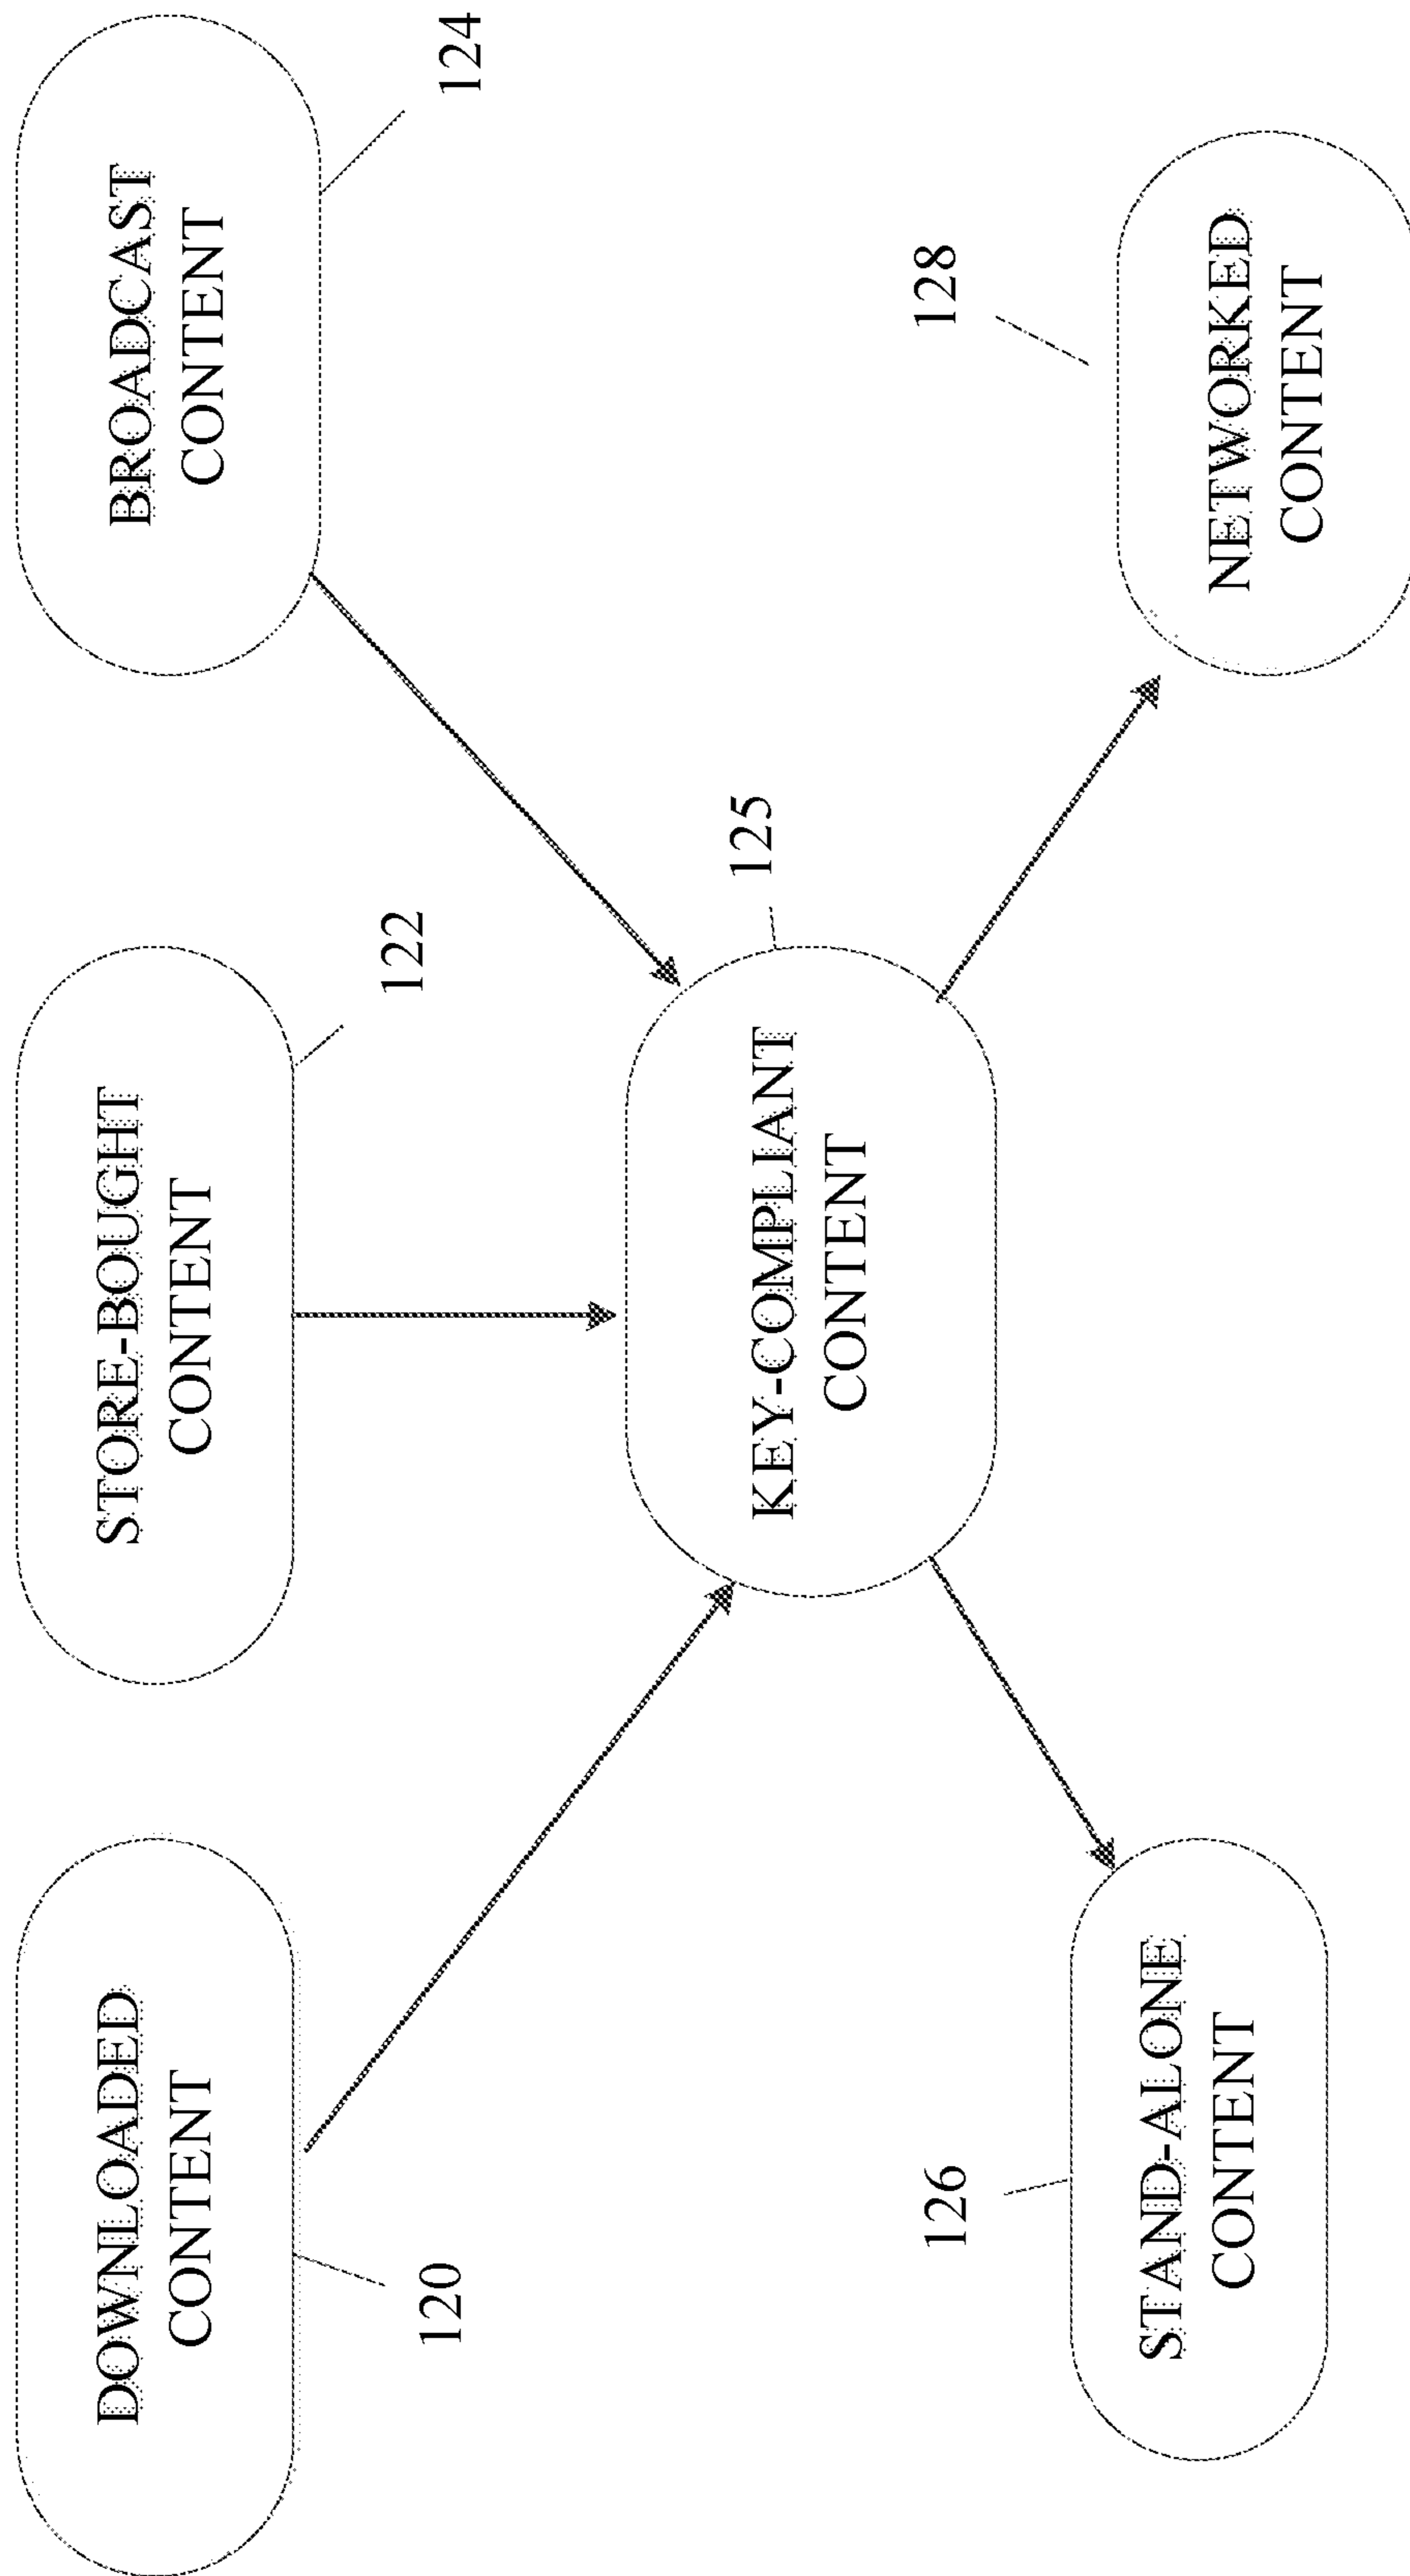 DOWNLOADED
CONTENT
120
STORE-BOUGHT
CONTENT
122
BROADCAST
CONTENT
124
KEY-COMPLIANT
CONTENT
125
STAND-ALONE
CONTENT
126
NETWORKED
CONTENT
128